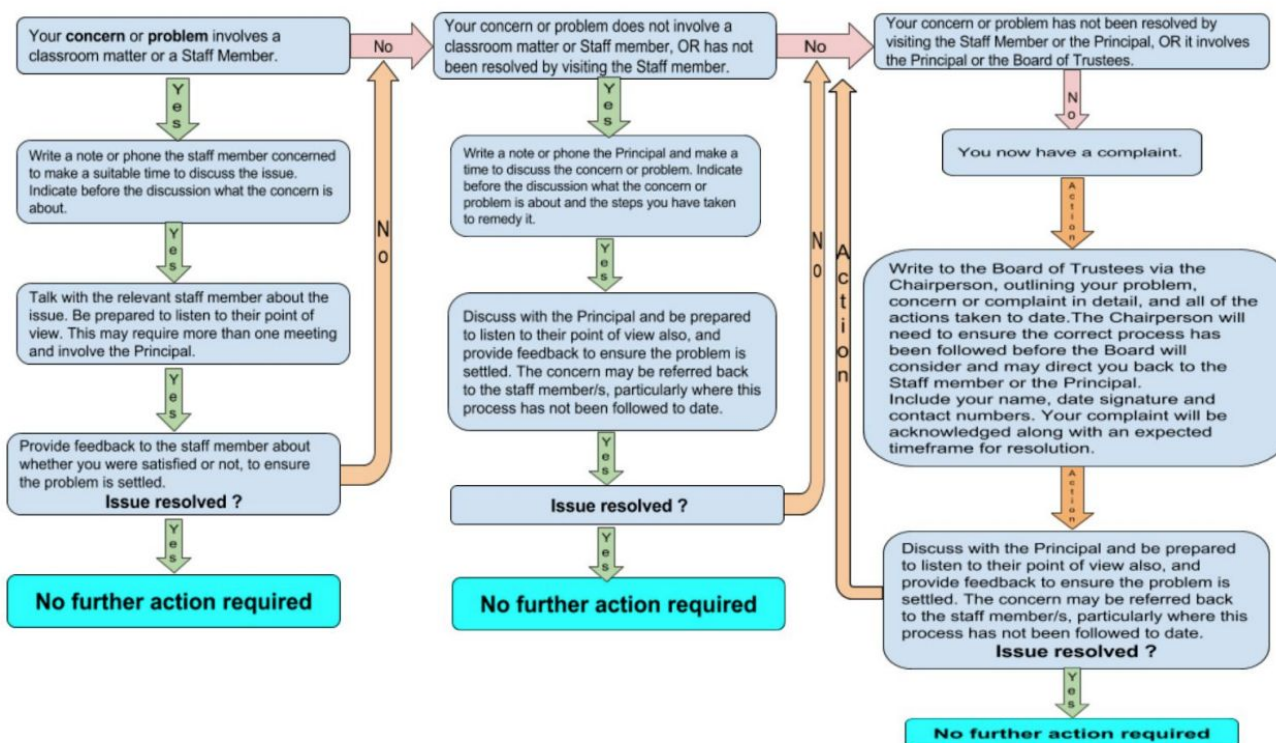 Your concern or problem involves a
classroom matter or a Staff Member.
No
Yes
Write a note or phone the staff member concerned
to make a suitable time to discuss the issue.
Indicate before the discussion what the concern is
about.
Yes
Talk with the relevant staff member about the
issue. Be prepared to listen to their point of
view. This may require more than one meeting
and involve the Principal.
Yes
Provide feedback to the staff member about
whether you were satisfied or not, to ensure
the problem is settled.
Issue resolved ?
No
Yes
No further action required
Your concern or problem does not involve a
classroom matter or Staff member, OR has not
been resolved by visiting the Staff member.
No
Yes
Write a note or phone the Principal and make a
time to discuss the concern or problem. Indicate
before the discussion what the concern or
problem is about and the steps you have taken
to remedy it.
Yes
Discuss with the Principal and be prepared
to listen to their point of view also, and
provide feedback to ensure the problem is
settled. The concern may be referred back
to the staff member/s, particularly where this
process has not been followed to date.
Yes
Issue resolved ?
No
Yes
No further action required
Your concern or problem has not been resolved by
visiting the Staff Member or the Principal, OR it involves
the Principal or the Board of Trustees.
No
You now have a complaint.
Action
Write to the Board of Trustees via the
Chairperson, outlining your problem,
concern or complaint in detail, and all of the
actions taken to date.The Chairperson will
need to ensure the correct process has
been followed before the Board will
consider and may direct you back to the
Staff member or the Principal.
Include your name, date signature and
contact numbers. Your complaint will be
acknowledged along with an expected
timeframe for resolution.
Action
Discuss with the Principal and be prepared
to listen to their point of view also, and
provide feedback to ensure the problem is
settled. The concern may be referred back
to the staff member/s, particularly where this
process has not been followed to date.
Issue resolved ?
Action
Yes
No further action required